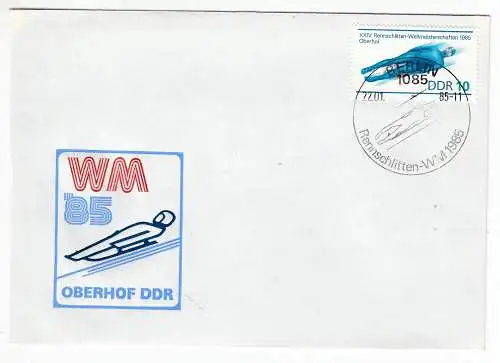 XXIV. Rennschlitten-Weltmeisterschaften 1985
Oberhof
DDR 10
BERLIN
1085
22.01. 85-11
Rennschlitten-WM 1985
WM
'85
OBERHOF DDR